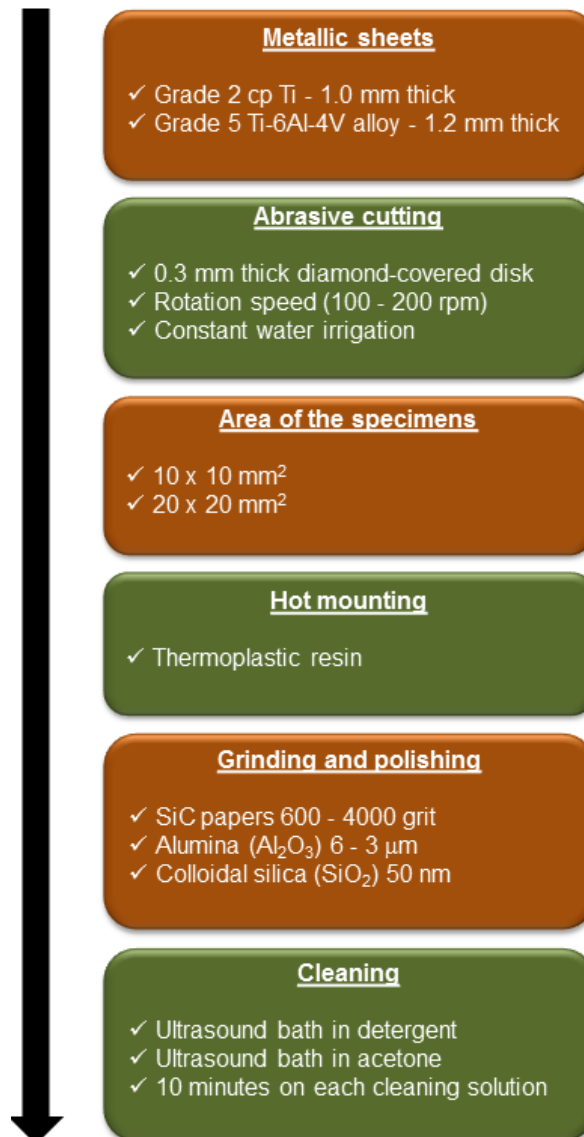 Metallic sheets
✓ Grade 2 cp Ti - 1.0 mm thick
✓ Grade 5 Ti-6Al-4V alloy - 1.2 mm thick
Abrasive cutting
✓ 0.3 mm thick diamond-covered disk
✓ Rotation speed (100 - 200 rpm)
✓ Constant water irrigation
Area of the specimens
✓ 10 x 10 mm²
✓ 20 x 20 mm²
Hot mounting
✓ Thermoplastic resin
Grinding and polishing
✓ SiC papers 600 - 4000 grit
✓ Alumina (Al₂O₃) 6 - 3 μm
✓ Colloidal silica (SiO₂) 50 nm
Cleaning
✓ Ultrasound bath in detergent
✓ Ultrasound bath in acetone
✓ 10 minutes on each cleaning solution